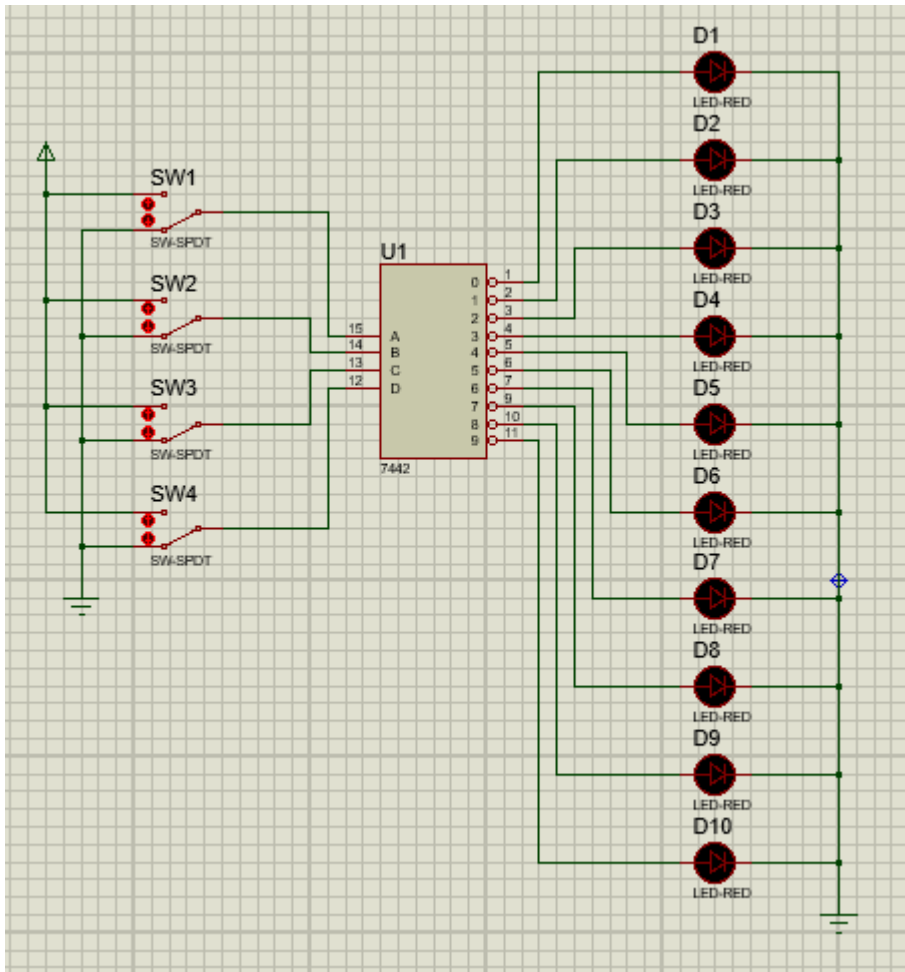 D1
LED-RED
D2
LED-RED
SW1
SW-SPDT
D3
LED-RED
U1
SW2
SW-SPDT
D4
LED-RED
0 1
1 2
2 3
15 A 3 4
14 B 4 5
13 C 5 6
12 D 6 7
7 9
8 10
9 11
7442
SW3
SW-SPDT
D5
LED-RED
SW4
SW-SPDT
D6
LED-RED
D7
LED-RED
D8
LED-RED
D9
LED-RED
D10
LED-RED